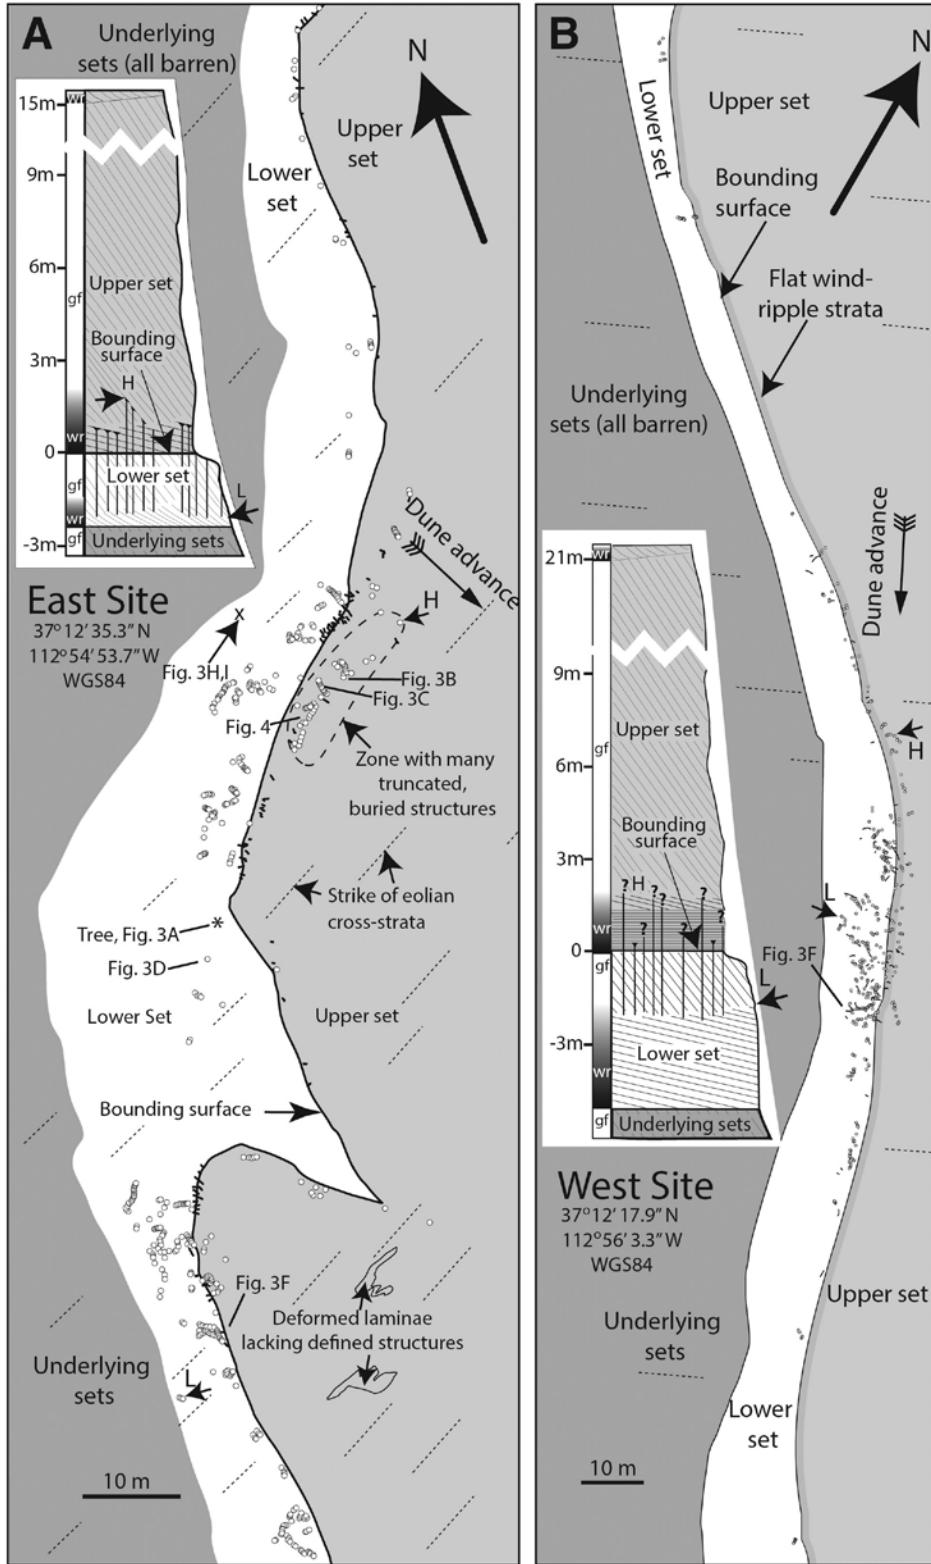 A
Underlying
sets (all barren)
N
15m
wr
9m
6m
gf
3m
wr
0
gf
wr
-3m
gf
Upper set
Bounding
surface
H
Lower set
L
Underlying sets
Upper
set
Lower
set
East Site
37° 12' 35.3" N
112° 54' 53.7" W
WGS84
Dune advance
H
x
Fig. 3H,I
Fig. 3B
Fig. 3C
Fig. 4
Zone with many
truncated,
buried structures
Strike of eolian
cross-strata
Tree, Fig. 3A
*
Fig. 3D
Lower Set
Upper set
Bounding surface
Fig. 3F
Deformed laminae
lacking defined structures
Underlying
sets
L
10 m
B
N
Lower set
Upper set
Bounding
surface
Flat wind-
ripple strata
Underlying
sets (all barren)
Dune advance
H
21m
wr
9m
gf
6m
3m
wr
0
gf
-3m
wr
gf
Upper set
Bounding
surface
? H ? ? ?
? ? ?
L
Lower set
Underlying sets
L
Fig. 3F
West Site
37° 12' 17.9" N
112° 56' 3.3" W
WGS84
Upper set
Underlying
sets
Lower
set
10 m